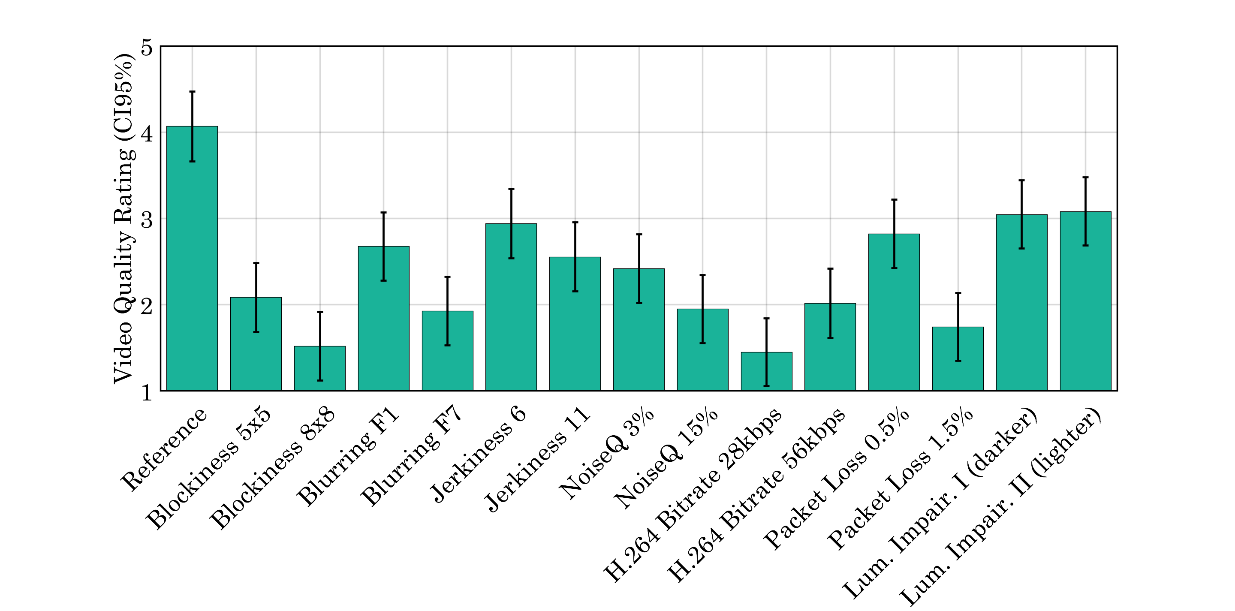 Video Quality Rating (CI95%)
5
4
3
2
1
Reference
Blockiness 5x5
Blockiness 8x8
Blurring F1
Blurring F7
Jerkiness 6
Jerkiness 11
NoiseQ 3%
NoiseQ 15%
H.264 Bitrate 28kbps
H.264 Bitrate 56kbps
Packet Loss 0.5%
Packet Loss 1.5%
Lum. Impair. I (darker)
Lum. Impair. II (lighter)